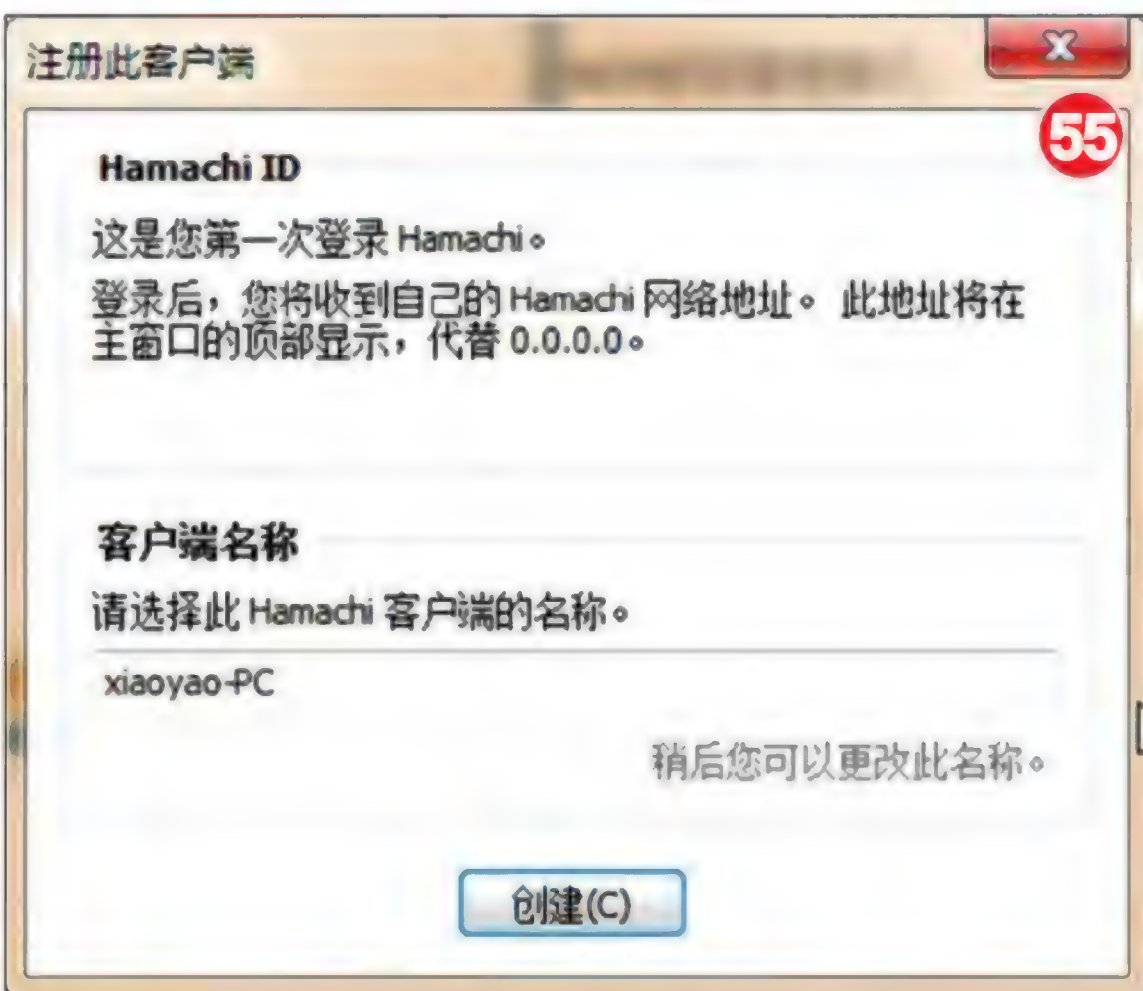 注册此客户端
55
Hamachi ID
这是您第一次登录 Hamachi。
登录后，您将收到自己的 Hamachi 网络地址。 此地址将在
主窗口的顶部显示，代替 0.0.0.0。
客户端名称
请选择此 Hamachi 客户端的名称。
xiaoyao-PC
稍后您可以更改此名称。
创建(C)